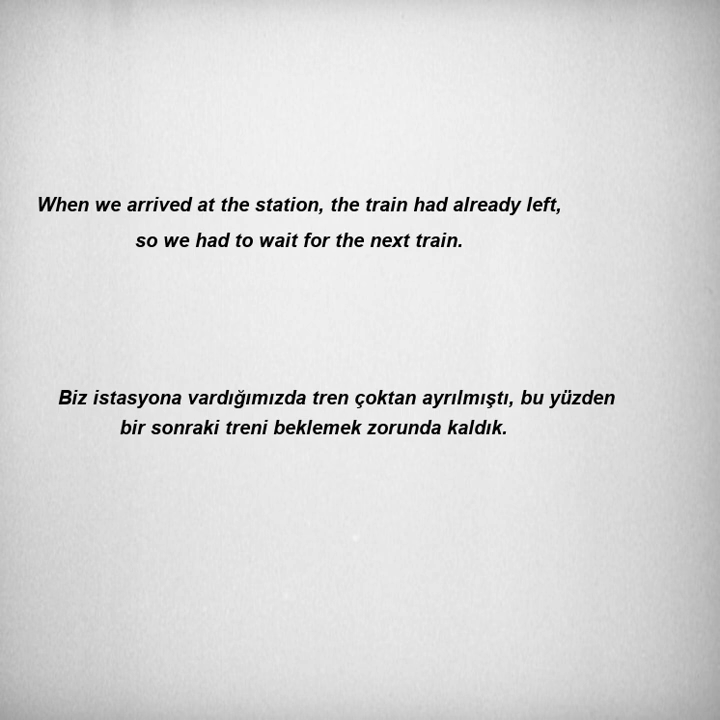 When we arrived at the station, the train had already left,
so we had to wait for the next train.
Biz istasyona vardığımızda tren çoktan ayrılmıştı, bu yüzden
bir sonraki treni beklemek zorunda kaldık.